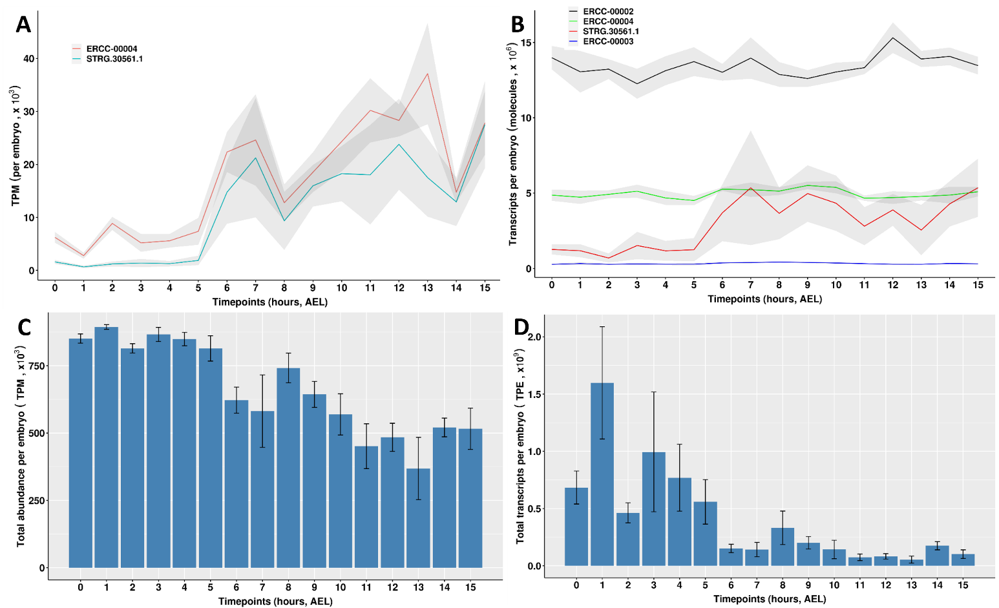 A
ERCC-00004
STRG.30561.1
TPM (per embryo , x 10³)
40
30
20
10
0
0 1 2 3 4 5 6 7 8 9 10 11 12 13 14 15
Timepoints (hours, AEL)
B
ERCC-00002
ERCC-00004
STRG.30561.1
ERCC-00003
Transcripts per embryo (molecules , x 10⁶)
15
10
5
0
0 1 2 3 4 5 6 7 8 9 10 11 12 13 14 15
Timepoints (hours, AEL)
C
Total abundance per embryo ( TPM , x10³)
750
500
250
0
0 1 2 3 4 5 6 7 8 9 10 11 12 13 14 15
Timepoints (hours, AEL)
D
Total transcripts per embryo ( TPE , x10⁹)
2.0
1.5
1.0
0.5
0.0
0 1 2 3 4 5 6 7 8 9 10 11 12 13 14 15
Timepoints (hours, AEL)